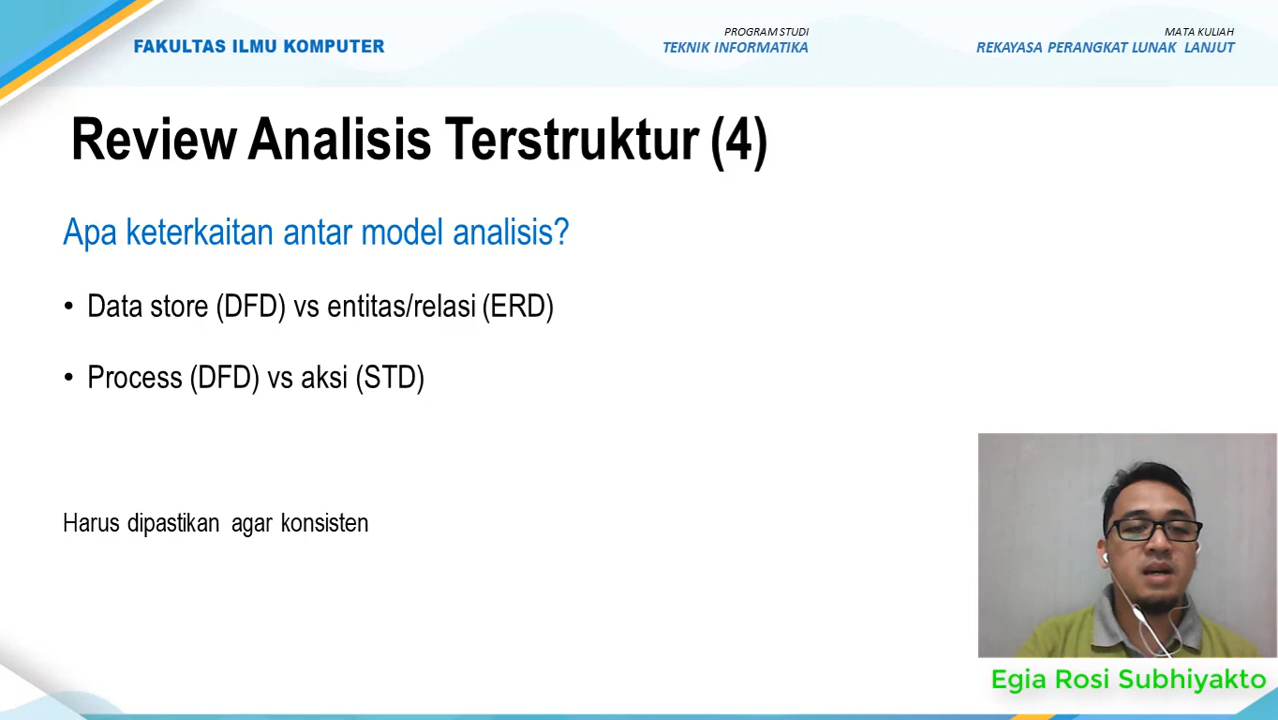 FAKULTAS ILMU KOMPUTER
PROGRAM STUDI
TEKNIK INFORMATIKA
MATA KULIAH
REKAYASA PERANGKAT LUNAK LANJUT
Review Analisis Terstruktur (4)
Apa keterkaitan antar model analisis?
• Data store (DFD) vs entitas/relasi (ERD)
• Process (DFD) vs aksi (STD)
Harus dipastikan agar konsisten
Egia Rosi Subhiyakto